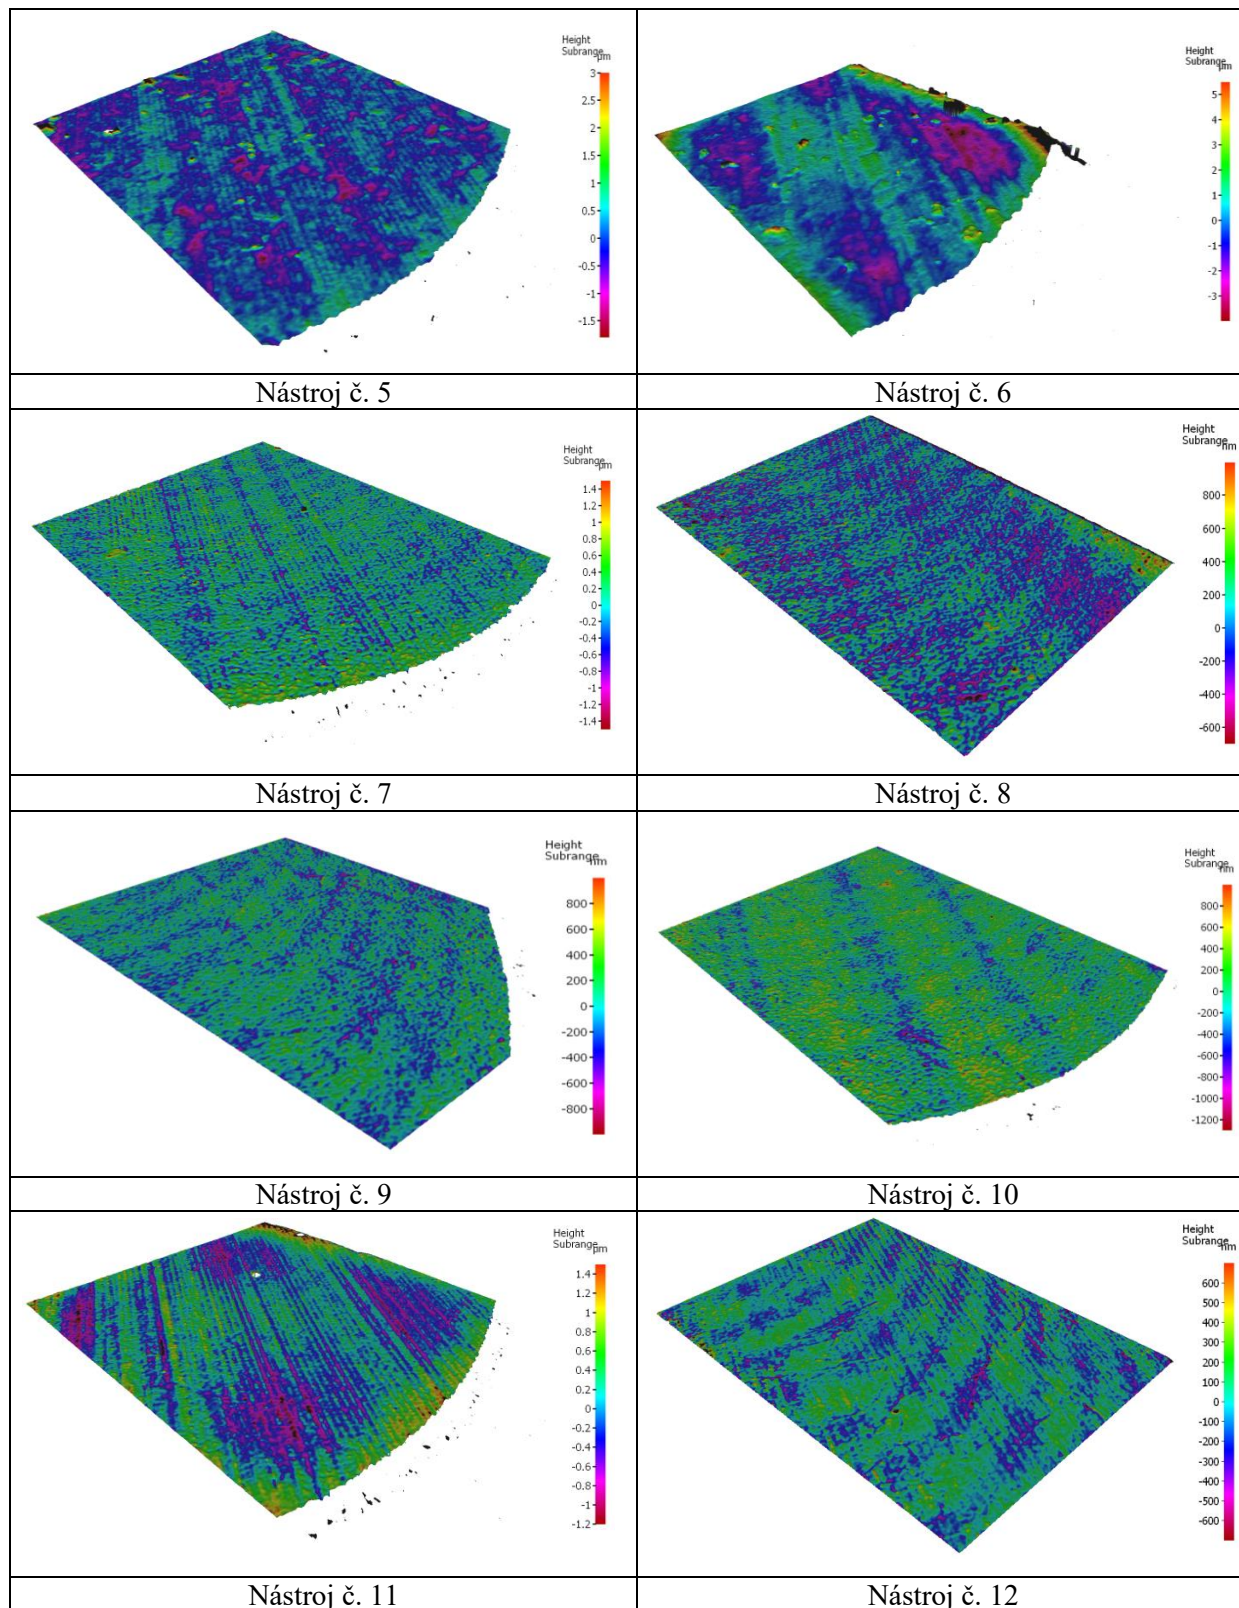 Height
Subrange
µm
3
2.5
2
1.5
1
0.5
0
-0.5
-1
-1.5
Height
Subrange
µm
5
4
3
2
1
0
-1
-2
-3
Nástroj č. 5
Nástroj č. 6
Height
Subrange
µm
1.4
1.2
1
0.8
0.6
0.4
0.2
0
-0.2
-0.4
-0.6
-0.8
-1
-1.2
-1.4
Height
Subrange
nm
800
600
400
200
0
-200
-400
-600
Nástroj č. 7
Nástroj č. 8
Height
Subrange
nm
800
600
400
200
0
-200
-400
-600
-800
Height
Subrange
nm
800
600
400
200
0
-200
-400
-600
-800
-1000
-1200
Nástroj č. 9
Nástroj č. 10
Height
Subrange
µm
1.4
1.2
1
0.8
0.6
0.4
0.2
0
-0.2
-0.4
-0.6
-0.8
-1
-1.2
Height
Subrange
nm
600
500
400
300
200
100
0
-100
-200
-300
-400
-500
-600
Nástroj č. 11
Nástroj č. 12